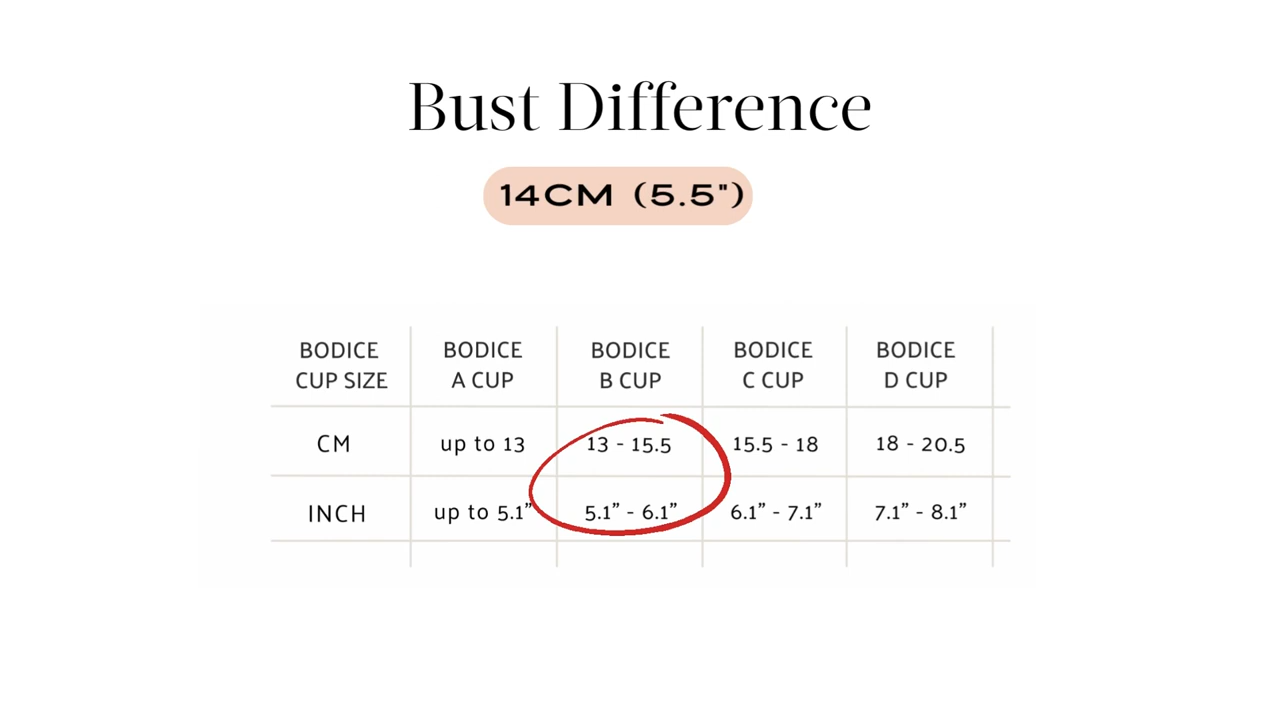 Bust Difference
14CM (5.5")
BODICE CUP SIZE BODICE A CUP BODICE B CUP BODICE C CUP BODICE D CUP
CM up to 13 13 - 15.5 15.5 - 18 18 - 20.5
INCH up to 5.1” 5.1” - 6.1” 6.1” - 7.1” 7.1” - 8.1”